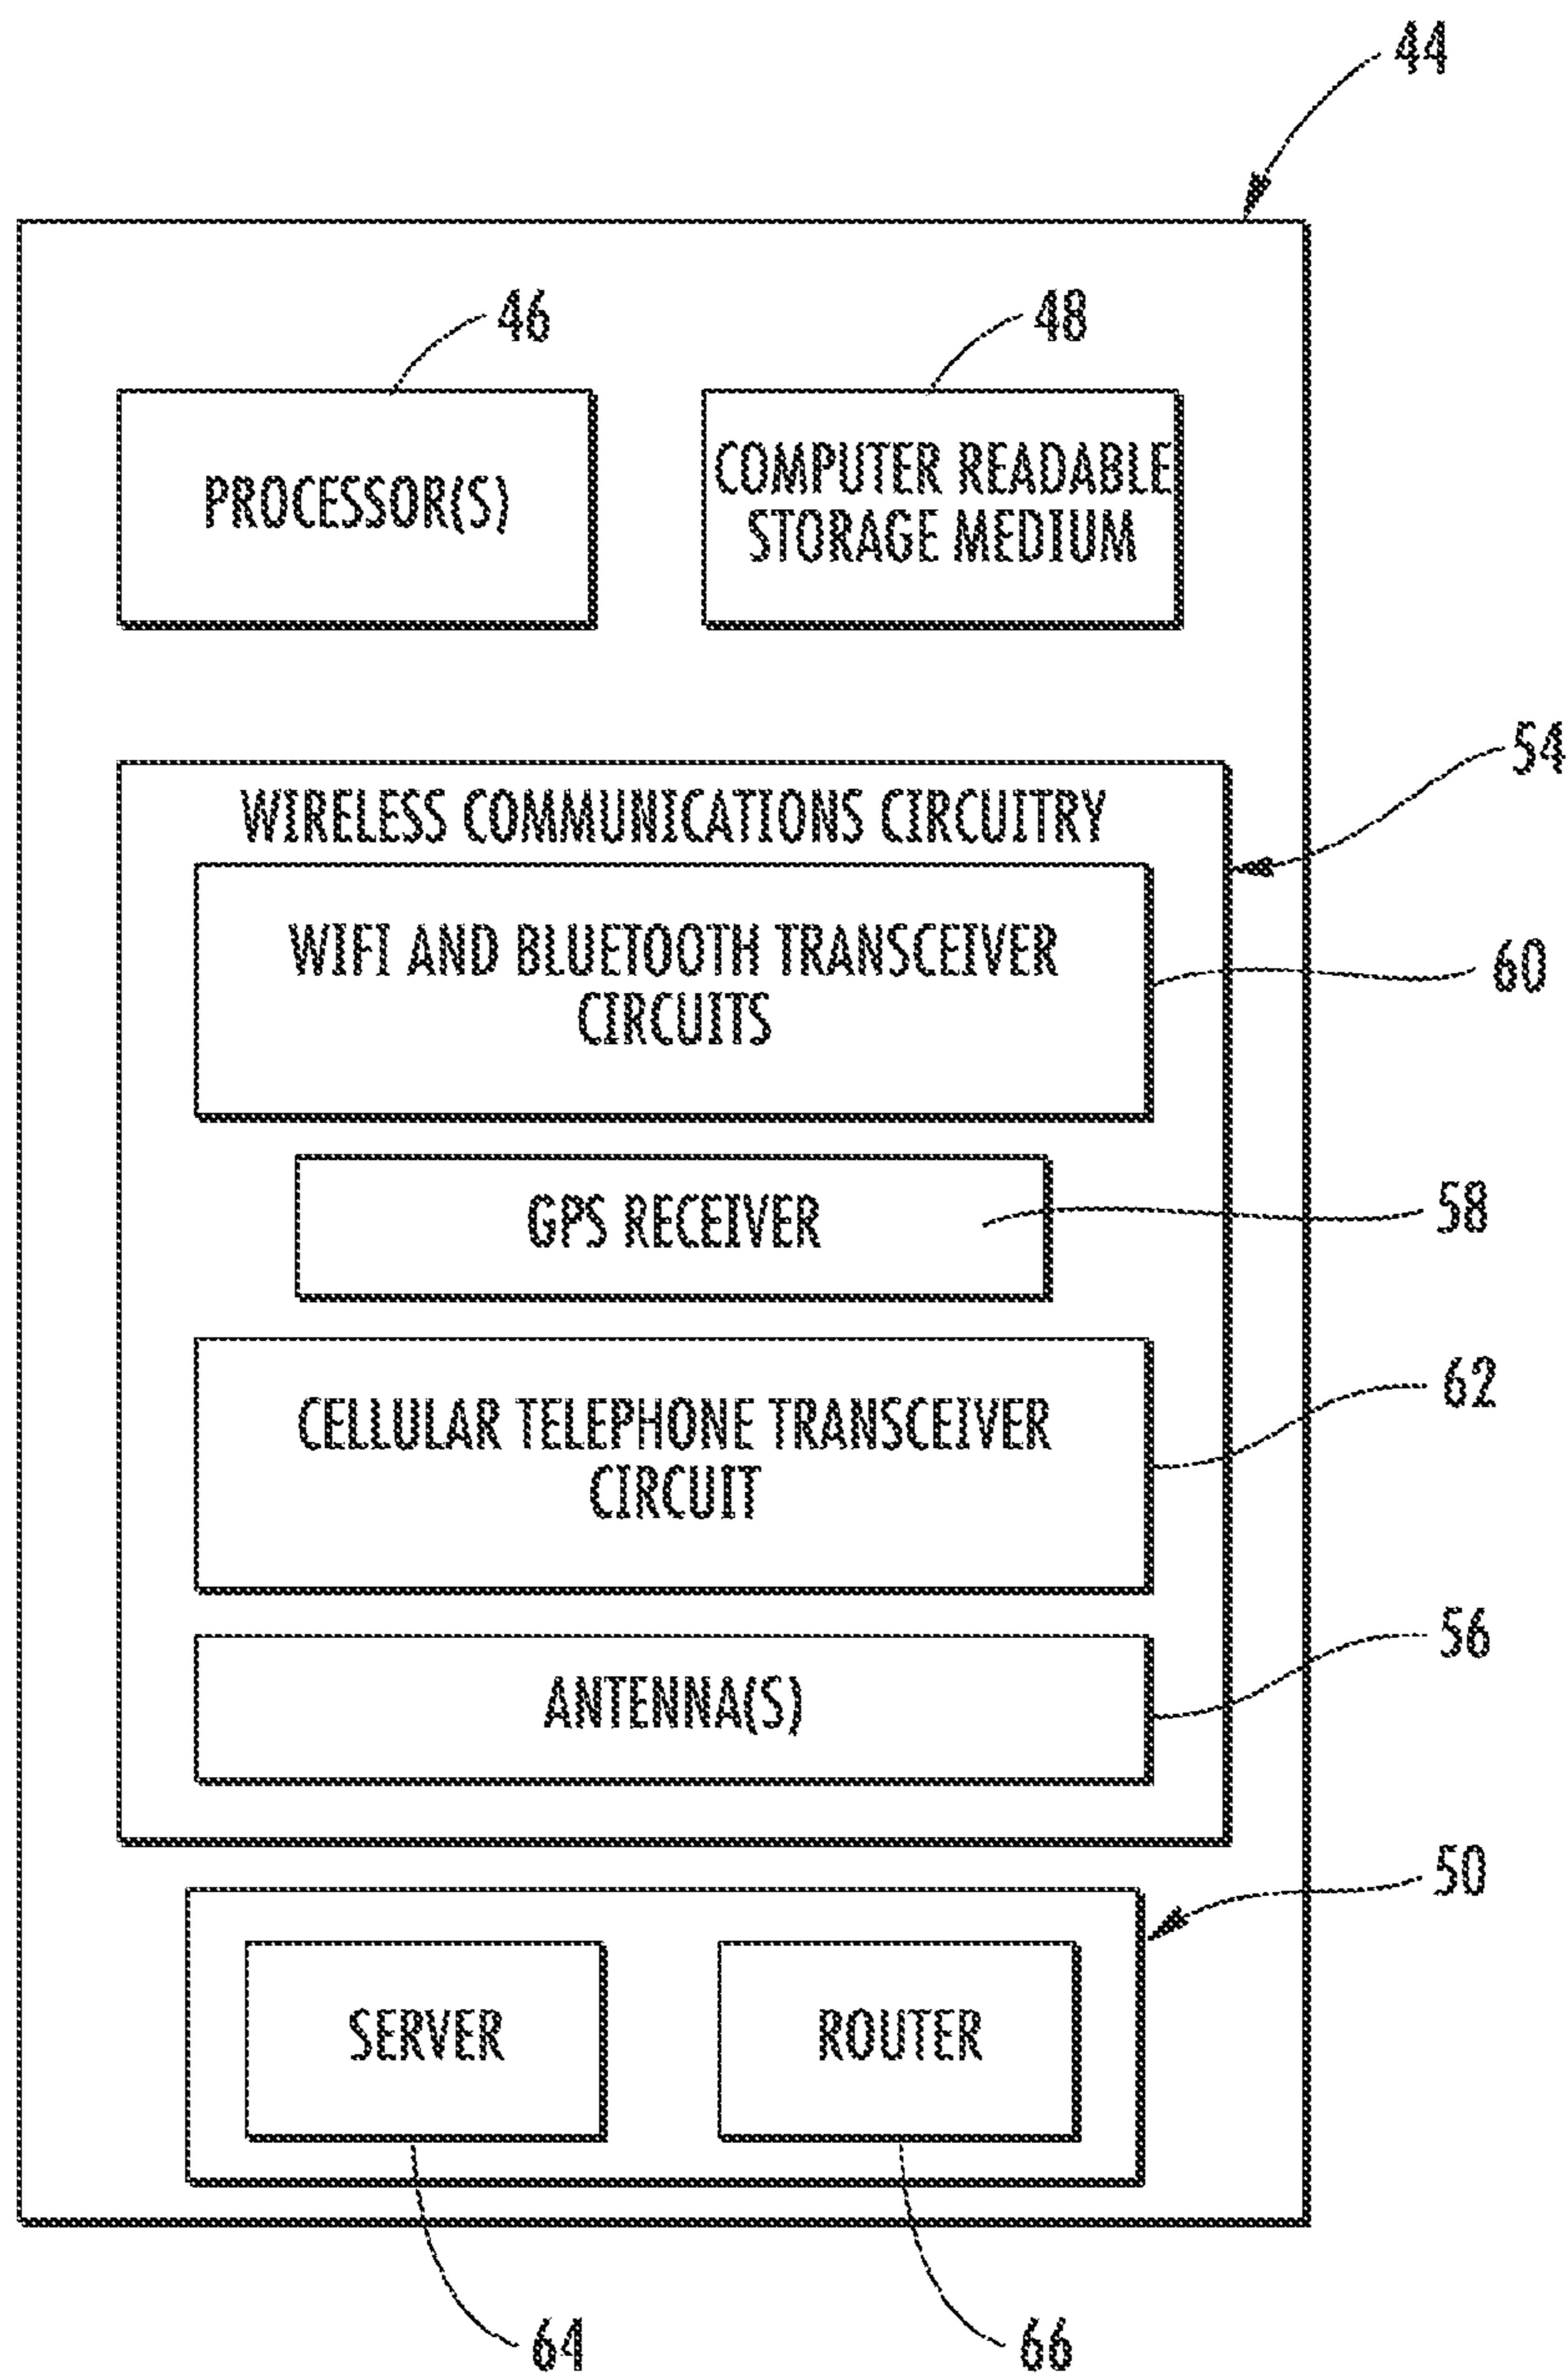 44
46
48
PROCESSOR(S)
COMPUTER READABLE
STORAGE MEDIUM
54
WIRELESS COMMUNICATIONS CIRCUITRY
WIFI AND BLUETOOTH TRANSCEIVER
CIRCUITS
60
GPS RECEIVER
58
CELLULAR TELEPHONE TRANSCEIVER
CIRCUIT
62
ANTENNA(S)
56
50
SERVER
ROUTER
64
66